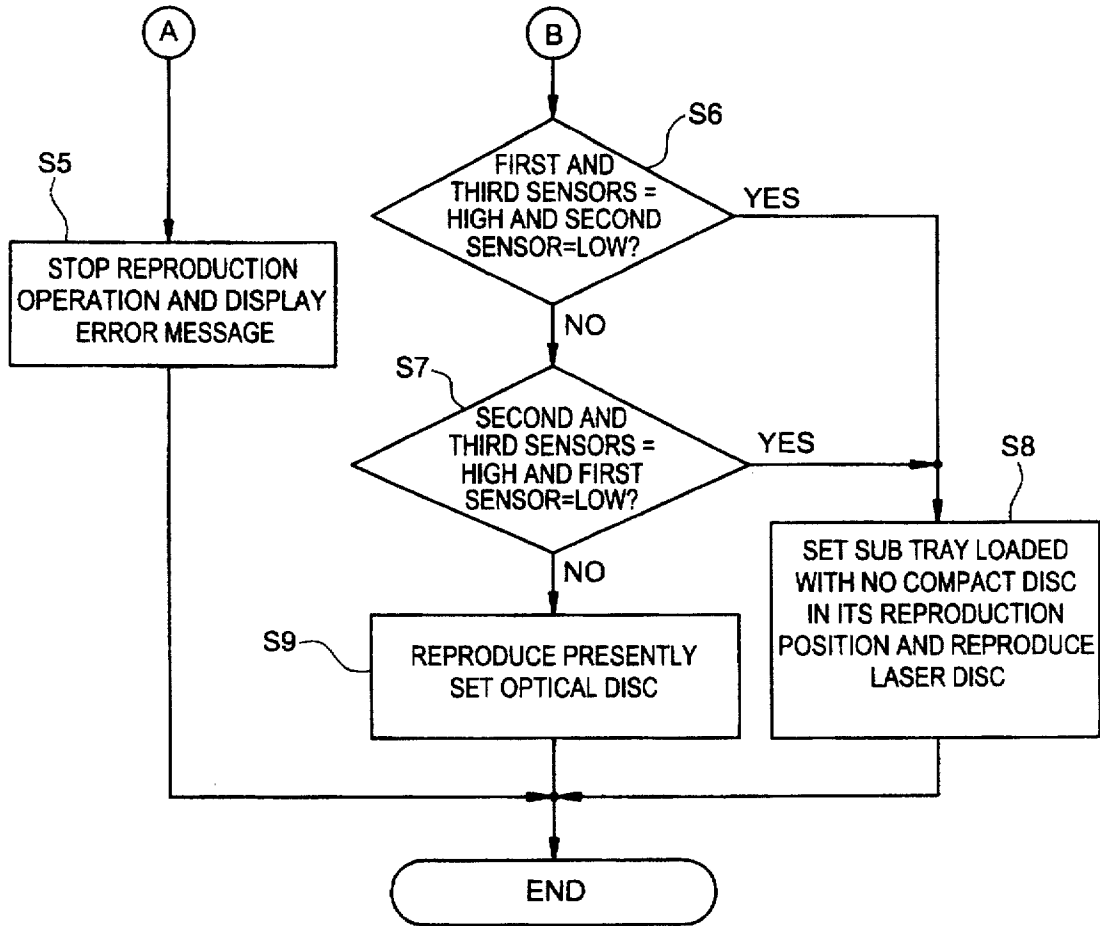 A
B
S6
FIRST AND
THIRD SENSORS =
HIGH AND SECOND
SENSOR=LOW?
YES
S5
STOP REPRODUCTION
OPERATION AND DISPLAY
ERROR MESSAGE
NO
S7
SECOND AND
THIRD SENSORS =
HIGH AND FIRST
SENSOR=LOW?
YES
S8
SET SUB TRAY LOADED
WITH NO COMPACT DISC
IN ITS REPRODUCTION
POSITION AND REPRODUCE
LASER DISC
NO
S9
REPRODUCE PRESENTLY
SET OPTICAL DISC
END